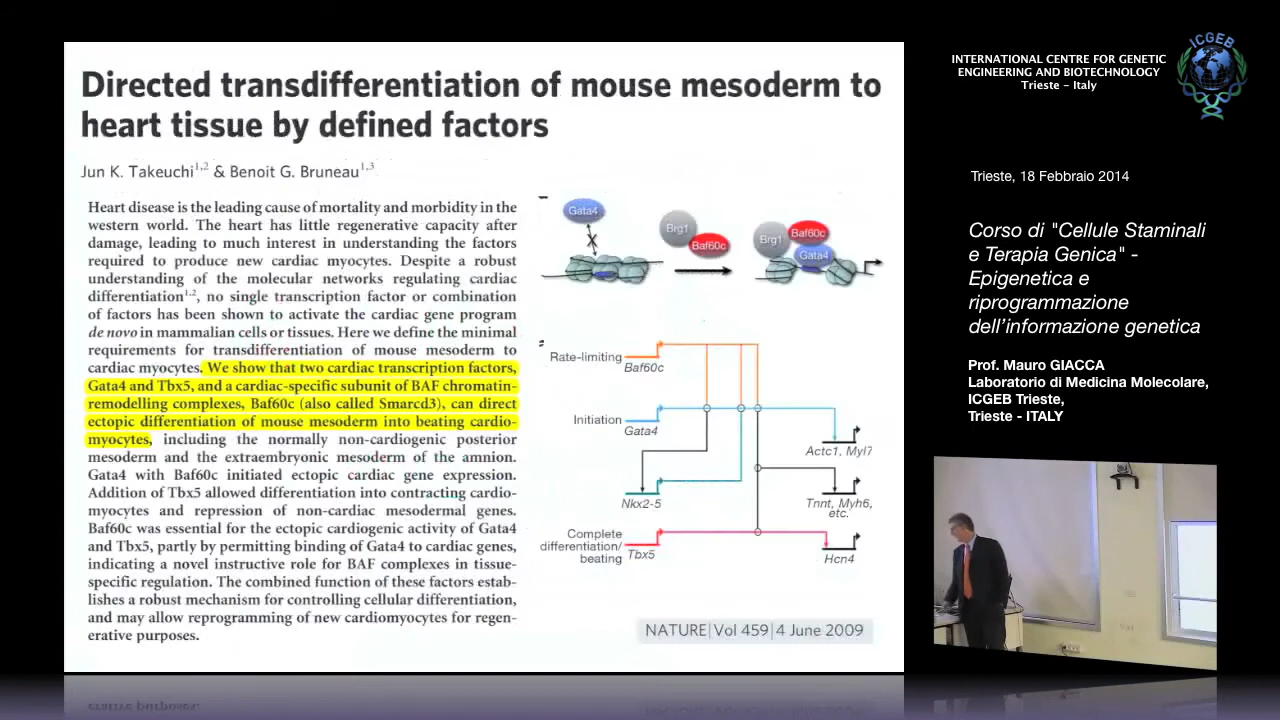 Directed transdifferentiation of mouse mesoderm to
heart tissue by defined factors
Jun K. Takeuchi1,2 & Benoit G. Bruneau1,3
Heart disease is the leading cause of mortality and morbidity in the
western world. The heart has little regenerative capacity after
damage, leading to much interest in understanding the factors
required to produce new cardiac myocytes. Despite a robust
understanding of the molecular networks regulating cardiac
differentiation1,2, no single transcription factor or combination
of factors has been shown to activate the cardiac gene program
de novo in mammalian cells or tissues. Here we define the minimal
requirements for transdifferentiation of mouse mesoderm to
cardiac myocytes. We show that two cardiac transcription factors,
Gata4 and Tbx5, and a cardiac-specific subunit of BAF chromatin-
remodelling complexes, Baf60c (also called Smarcd3), can direct
ectopic differentiation of mouse mesoderm into beating cardio-
myocytes, including the normally non-cardiogenic posterior
mesoderm and the extraembryonic mesoderm of the amnion.
Gata4 with Baf60c initiated ectopic cardiac gene expression.
Addition of Tbx5 allowed differentiation into contracting cardio-
myocytes and repression of non-cardiac mesodermal genes.
Baf60c was essential for the ectopic cardiogenic activity of Gata4
and Tbx5, partly by permitting binding of Gata4 to cardiac genes,
indicating a novel instructive role for BAF complexes in tissue-
specific regulation. The combined function of these factors estab-
lishes a robust mechanism for controlling cellular differentiation,
and may allow reprogramming of new cardiomyocytes for regen-
erative purposes.
Gata4
Brg1
Baf60c
Brg1
Baf60c
Gata4
Rate-limiting
Baf60c
Initiation
Gata4
Actc1, Myl7
Nkx2-5
Tnnt, Myh6,
etc.
Complete
differentiation/
beating
Tbx5
Hcn4
NATURE|Vol 459|4 June 2009
INTERNATIONAL CENTRE FOR GENETIC
ENGINEERING AND BIOTECHNOLOGY
Trieste - Italy
ICGEB
Trieste, 18 Febbraio 2014
Corso di "Cellule Staminali
e Terapia Genica" -
Epigenetica e
riprogrammazione
dell'informazione genetica
Prof. Mauro GIACCA
Laboratorio di Medicina Molecolare,
ICGEB Trieste,
Trieste - ITALY